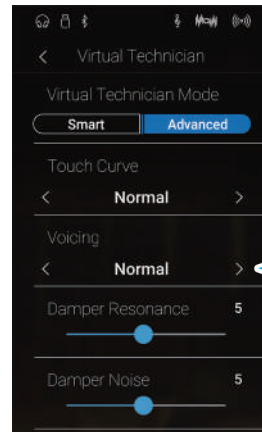 Virtual Technician
Virtual Technician Mode
Smart Advanced
Touch Curve
Normal
Voicing
Normal
Damper Resonance 5
Damper Noise 5